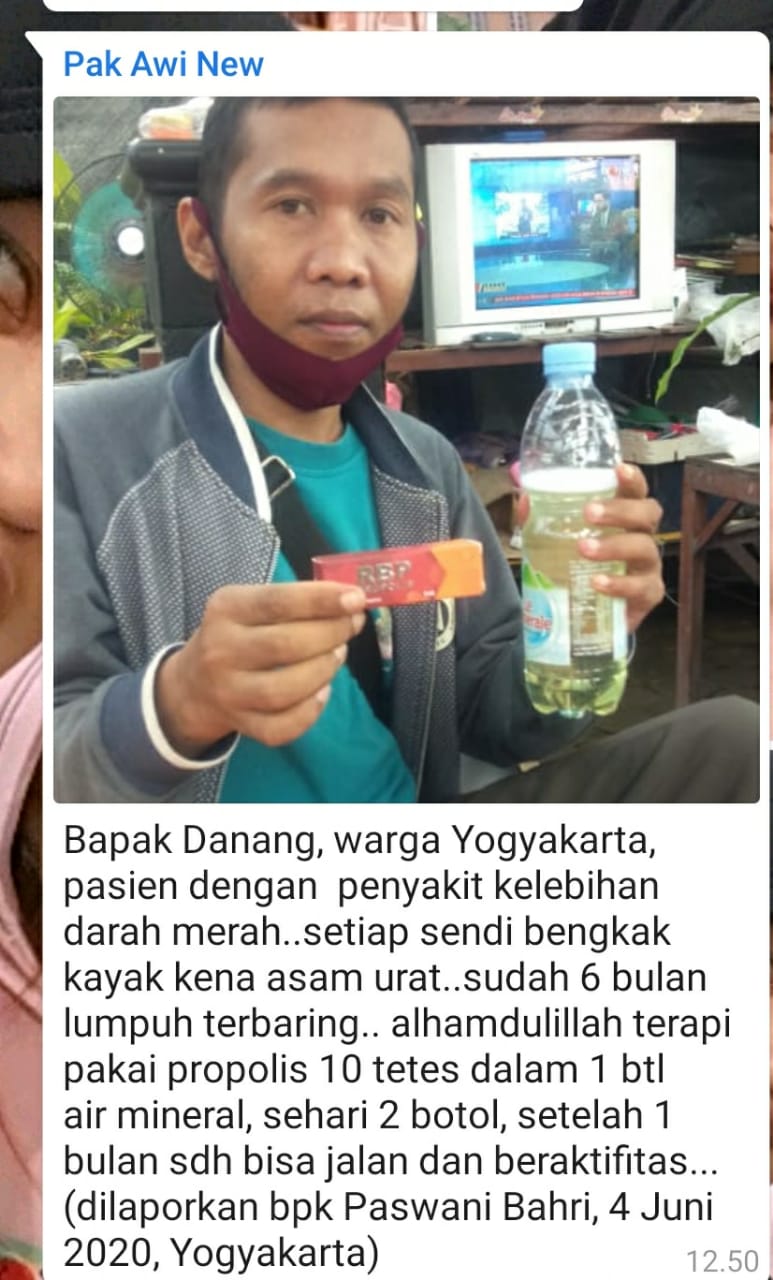 Pak Awi New
RBP
Bapak Danang, warga Yogyakarta,
pasien dengan  penyakit kelebihan
darah merah..setiap sendi bengkak
kayak kena asam urat..sudah 6 bulan
lumpuh terbaring.. alhamdulillah terapi
pakai propolis 10 tetes dalam 1 btl
air mineral, sehari 2 botol, setelah 1
bulan sdh bisa jalan dan beraktifitas...
(dilaporkan bpk Paswani Bahri, 4 Juni
2020, Yogyakarta)
12.50